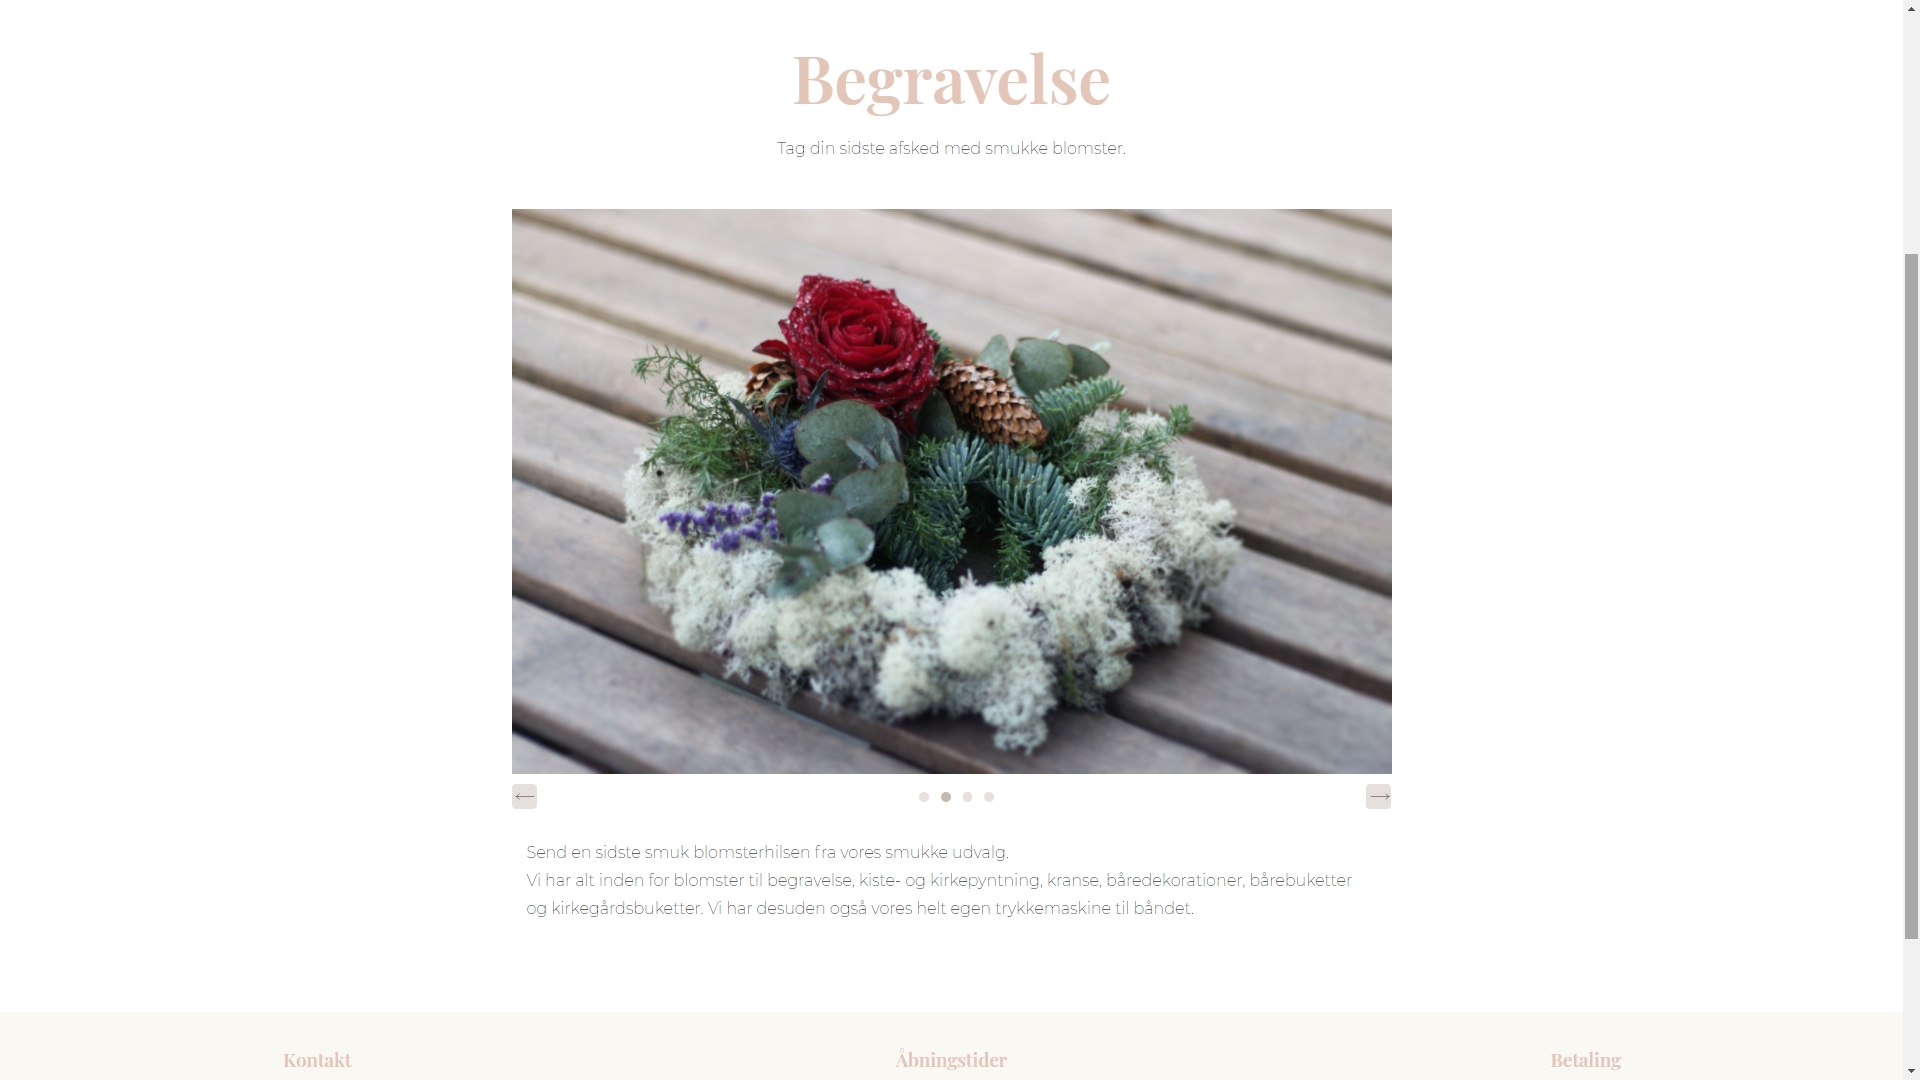 Begravelse
Tag din sidste afsked med smukke blomster.
Send en sidste smuk blomsterhilsen fra vores smukke udvalg.
Vi har alt inden for blomster til begravelse, kiste- og kirkepyntning, kranse, båredekorationer, bårebuketter
og kirkegårdsbuketter. Vi har desuden også vores helt egen trykkemaskine til båndet.
Kontakt
Åbningstider
Betaling